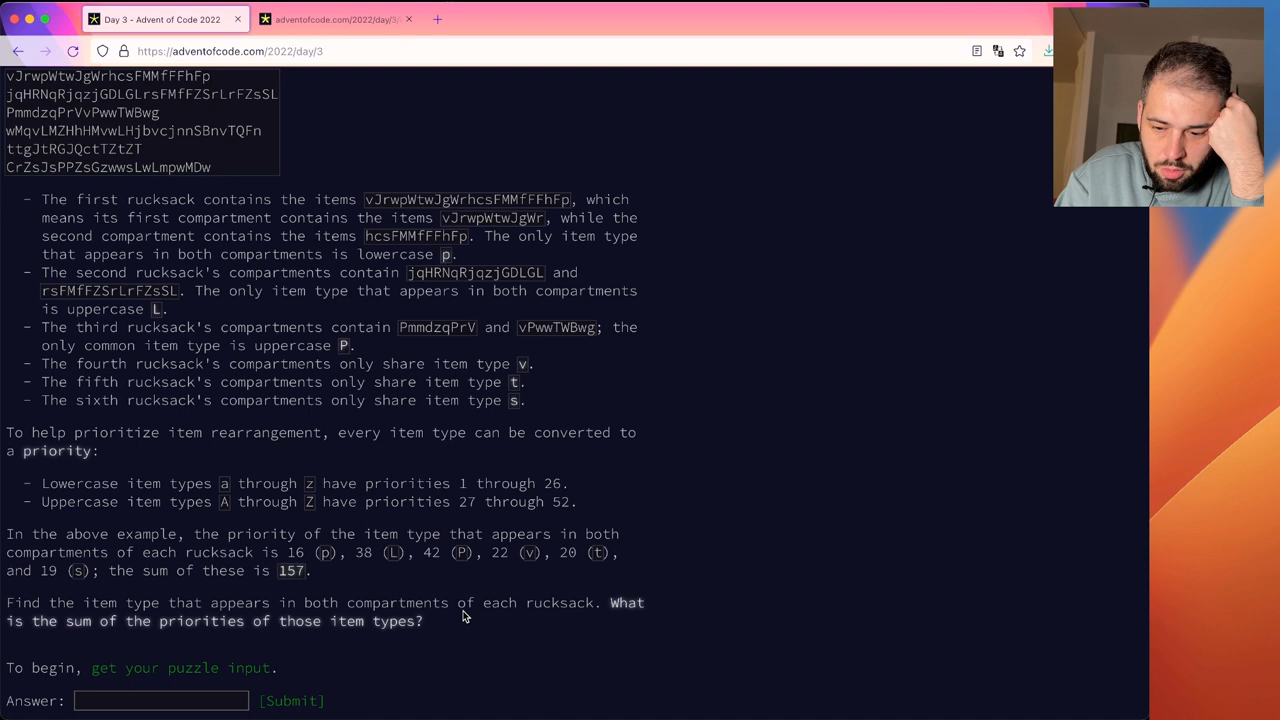 Day 3 - Advent of Code 2022
adventofcode.com/2022/day/3/
https://adventofcode.com/2022/day/3
vJrwpWtwJgWrhcsFMMfFFhFp
jqHRNqRjqzjGDLGLrsFMfFZSrLrFZsSL
PmmdzqPrVvPwwTWBwg
wMqvLMZHhHMvwLHjbvcjnnSBnvTQFn
ttgJtRGJQctTZtZT
CrZsJsPPZsGzwwsLwLmpwMDw
– The first rucksack contains the items vJrwpWtwJgWrhcsFMMfFFhFp, which
means its first compartment contains the items vJrwpWtwJgWr, while the
second compartment contains the items hcsFMMfFFhFp. The only item type
that appears in both compartments is lowercase p.
– The second rucksack's compartments contain jqHRNqRjqzjGDLGL and
rsFMfFZSrLrFZsSL. The only item type that appears in both compartments
is uppercase L.
– The third rucksack's compartments contain PmmdzqPrV and vPwwTWBwg; the
only common item type is uppercase P.
– The fourth rucksack's compartments only share item type v.
– The fifth rucksack's compartments only share item type t.
– The sixth rucksack's compartments only share item type s.
To help prioritize item rearrangement, every item type can be converted to
a priority:
– Lowercase item types a through z have priorities 1 through 26.
– Uppercase item types A through Z have priorities 27 through 52.
In the above example, the priority of the item type that appears in both
compartments of each rucksack is 16 (p), 38 (L), 42 (P), 22 (v), 20 (t),
and 19 (s); the sum of these is 157.
Find the item type that appears in both compartments of each rucksack. What
is the sum of the priorities of those item types?
To begin, get your puzzle input.
Answer: [Submit]